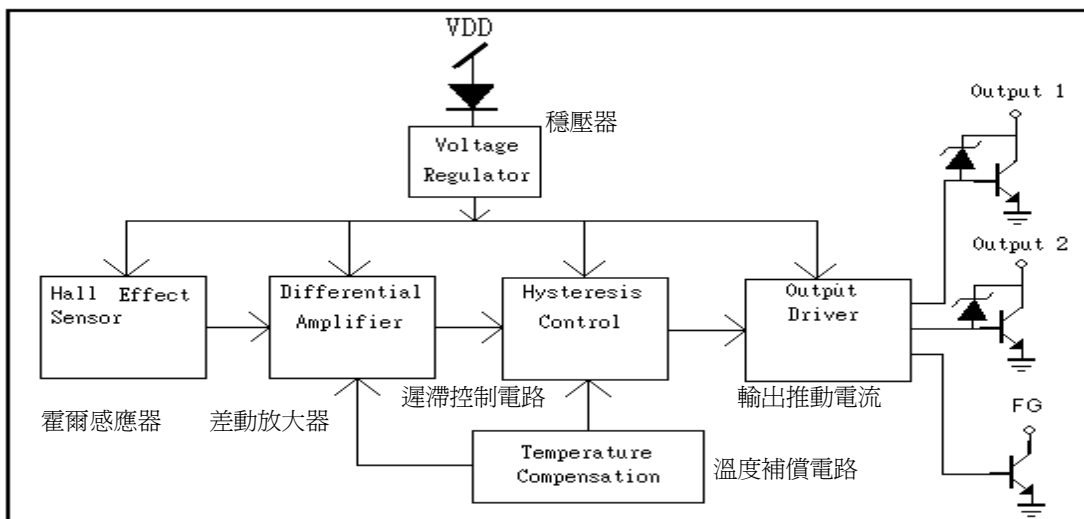 VDD
Output 1
穩壓器
Voltage
Regulator
Output 2
Hall Effect
Sensor
Differential
Amplifier
Hysteresis
Control
Output
Driver
霍爾感應器
差動放大器
遲滯控制電路
輸出推動電流
FG
Temperature
Compensation
溫度補償電路